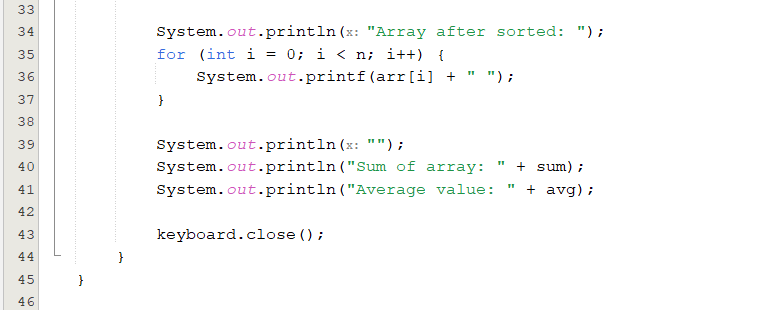 33
34 System.out.println(x: "Array after sorted: ");
35 for (int i = 0; i < n; i++) {
36 System.out.printf(arr[i] + " ");
37 }
38
39 System.out.println(x: "");
40 System.out.println("Sum of array: " + sum);
41 System.out.println("Average value: " + avg);
42
43 keyboard.close();
44 }
45 }
46